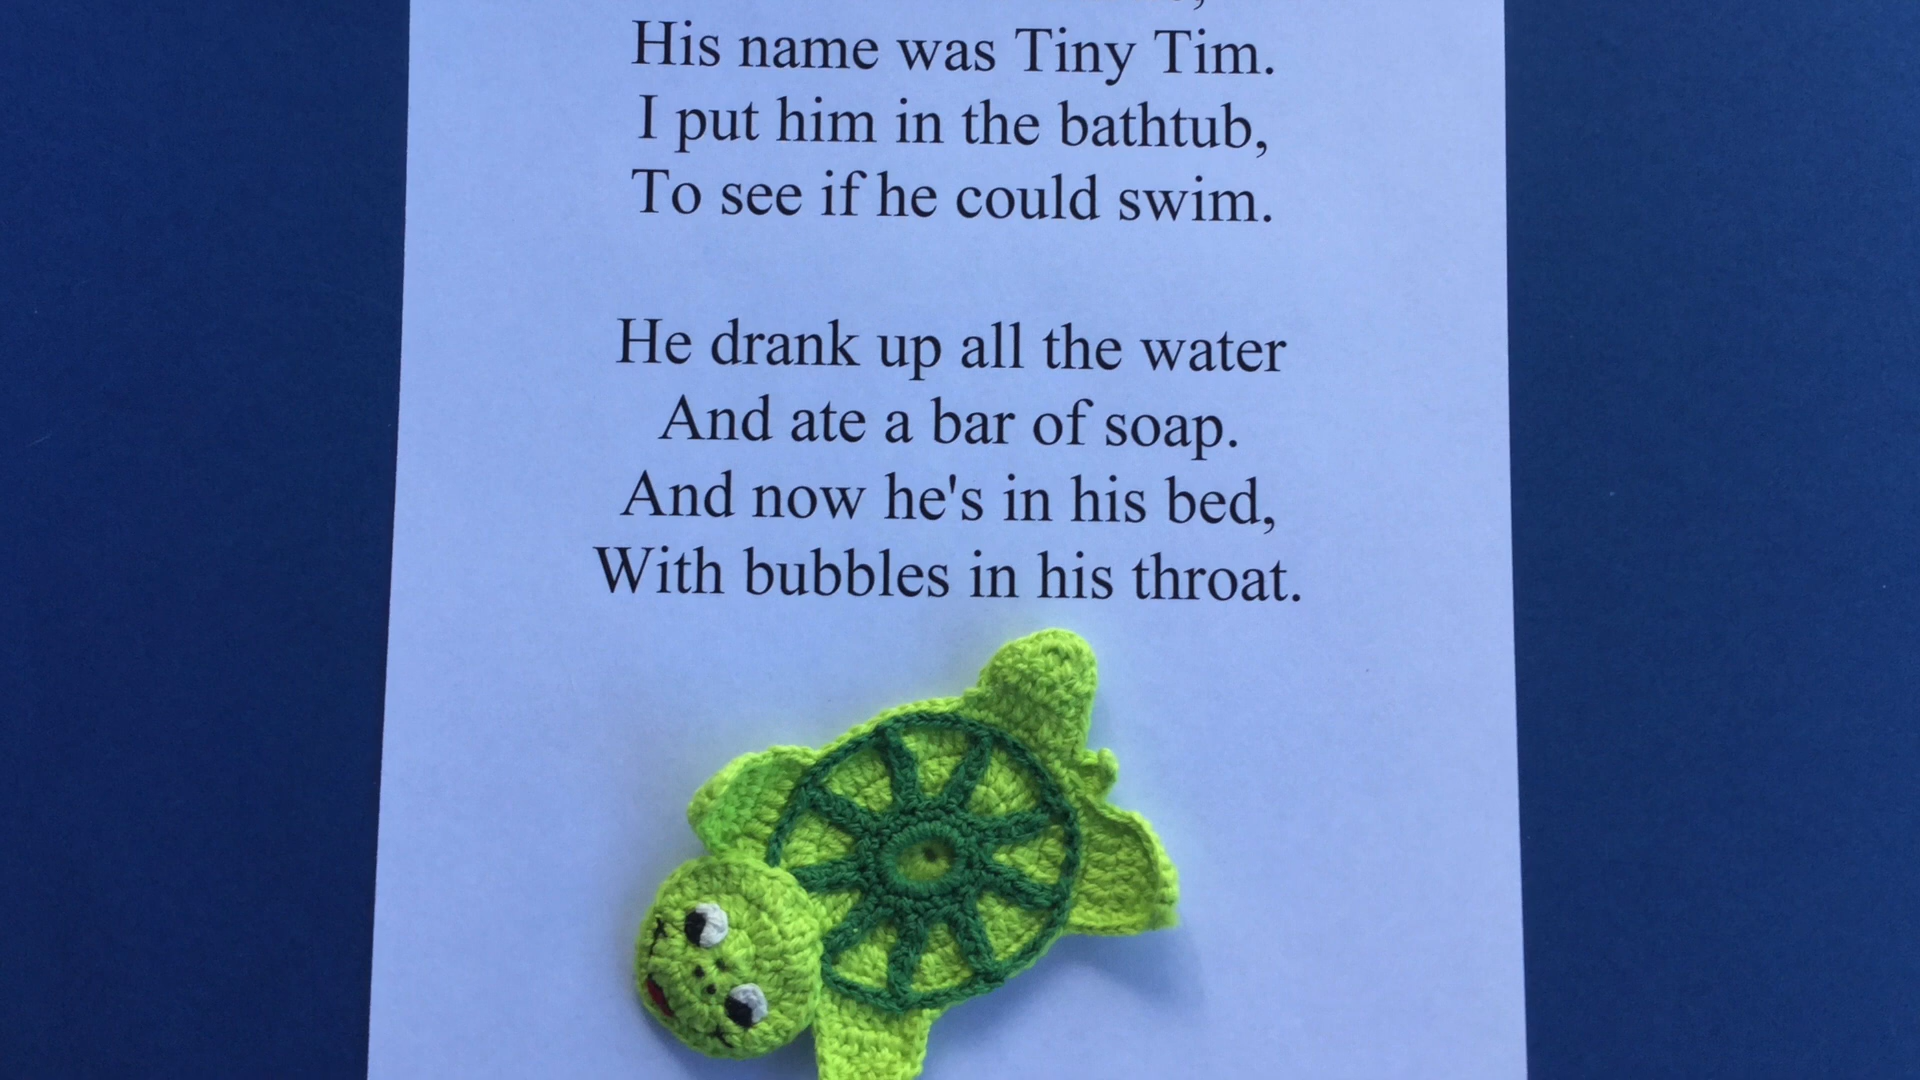 His name was Tiny Tim.
I put him in the bathtub,
To see if he could swim.
He drank up all the water
And ate a bar of soap.
And now he's in his bed,
With bubbles in his throat.